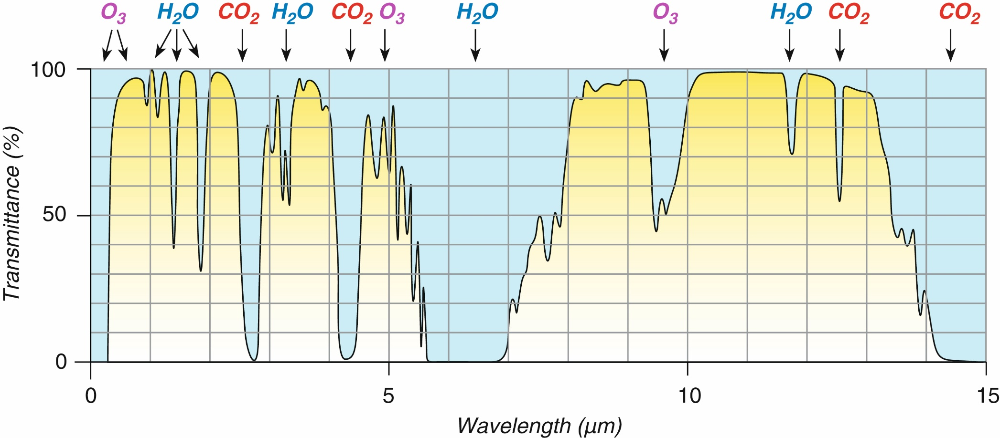 O3 H2O CO2 H2O CO2 O3 H2O O3 H2O CO2 CO2
100
50
0
Transmittance (%)
0 5 10 15
Wavelength (μm)